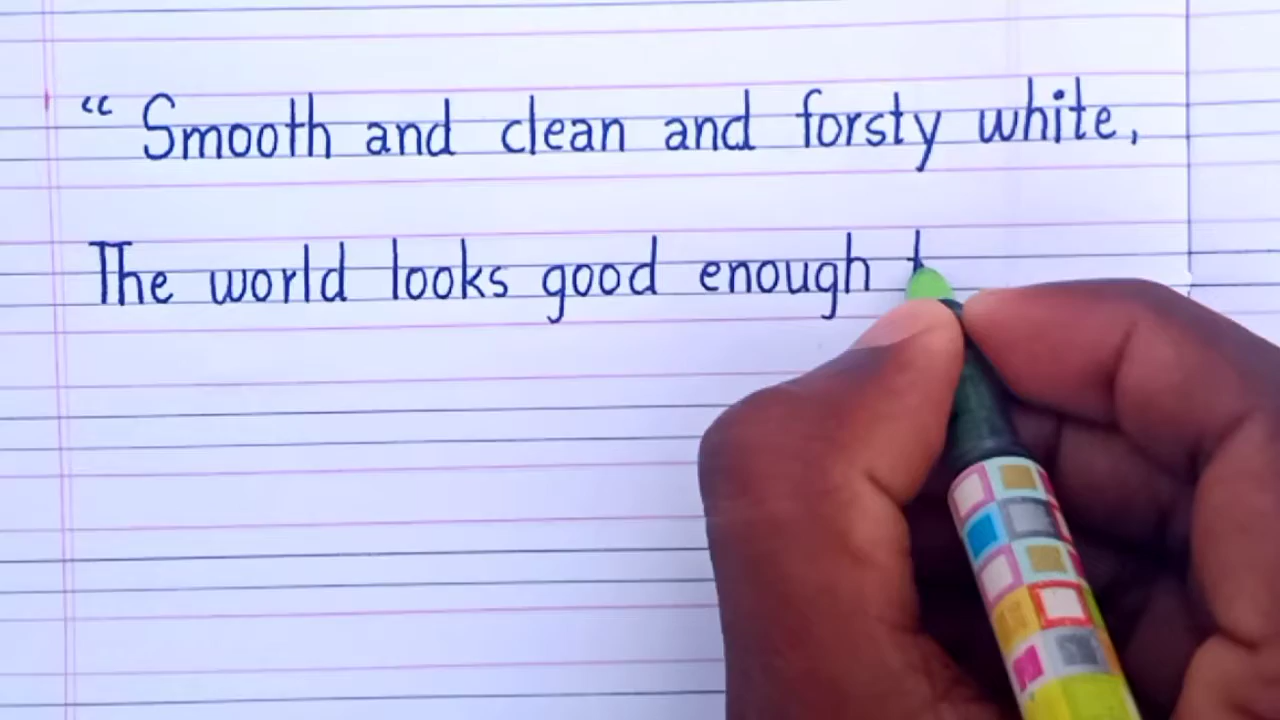 “ Smooth and clean and forsty white,
The world looks good enough t